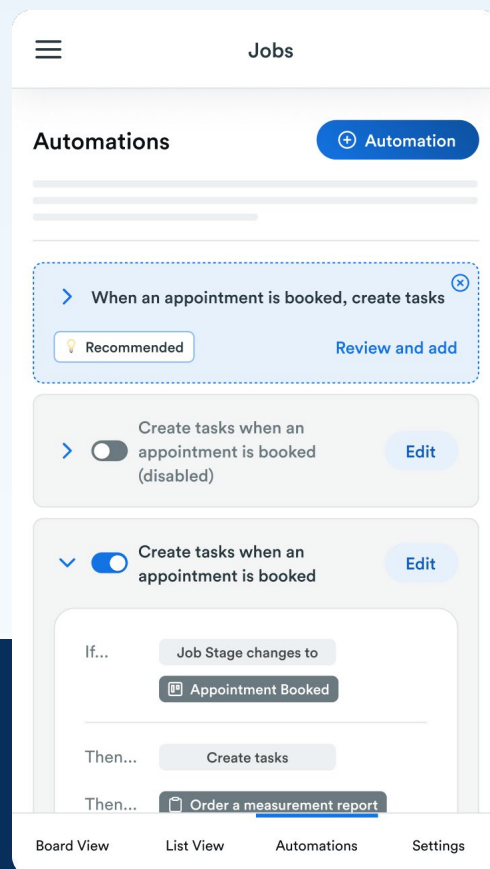 Jobs
Automations
Automation
When an appointment is booked, create tasks
Recommended
Review and add
Create tasks when an
appointment is booked
(disabled)
Edit
Create tasks when an
appointment is booked
Edit
If...
Job Stage changes to
Appointment Booked
Then...
Create tasks
Then...
Order a measurement report
Board View
List View
Automations
Settings